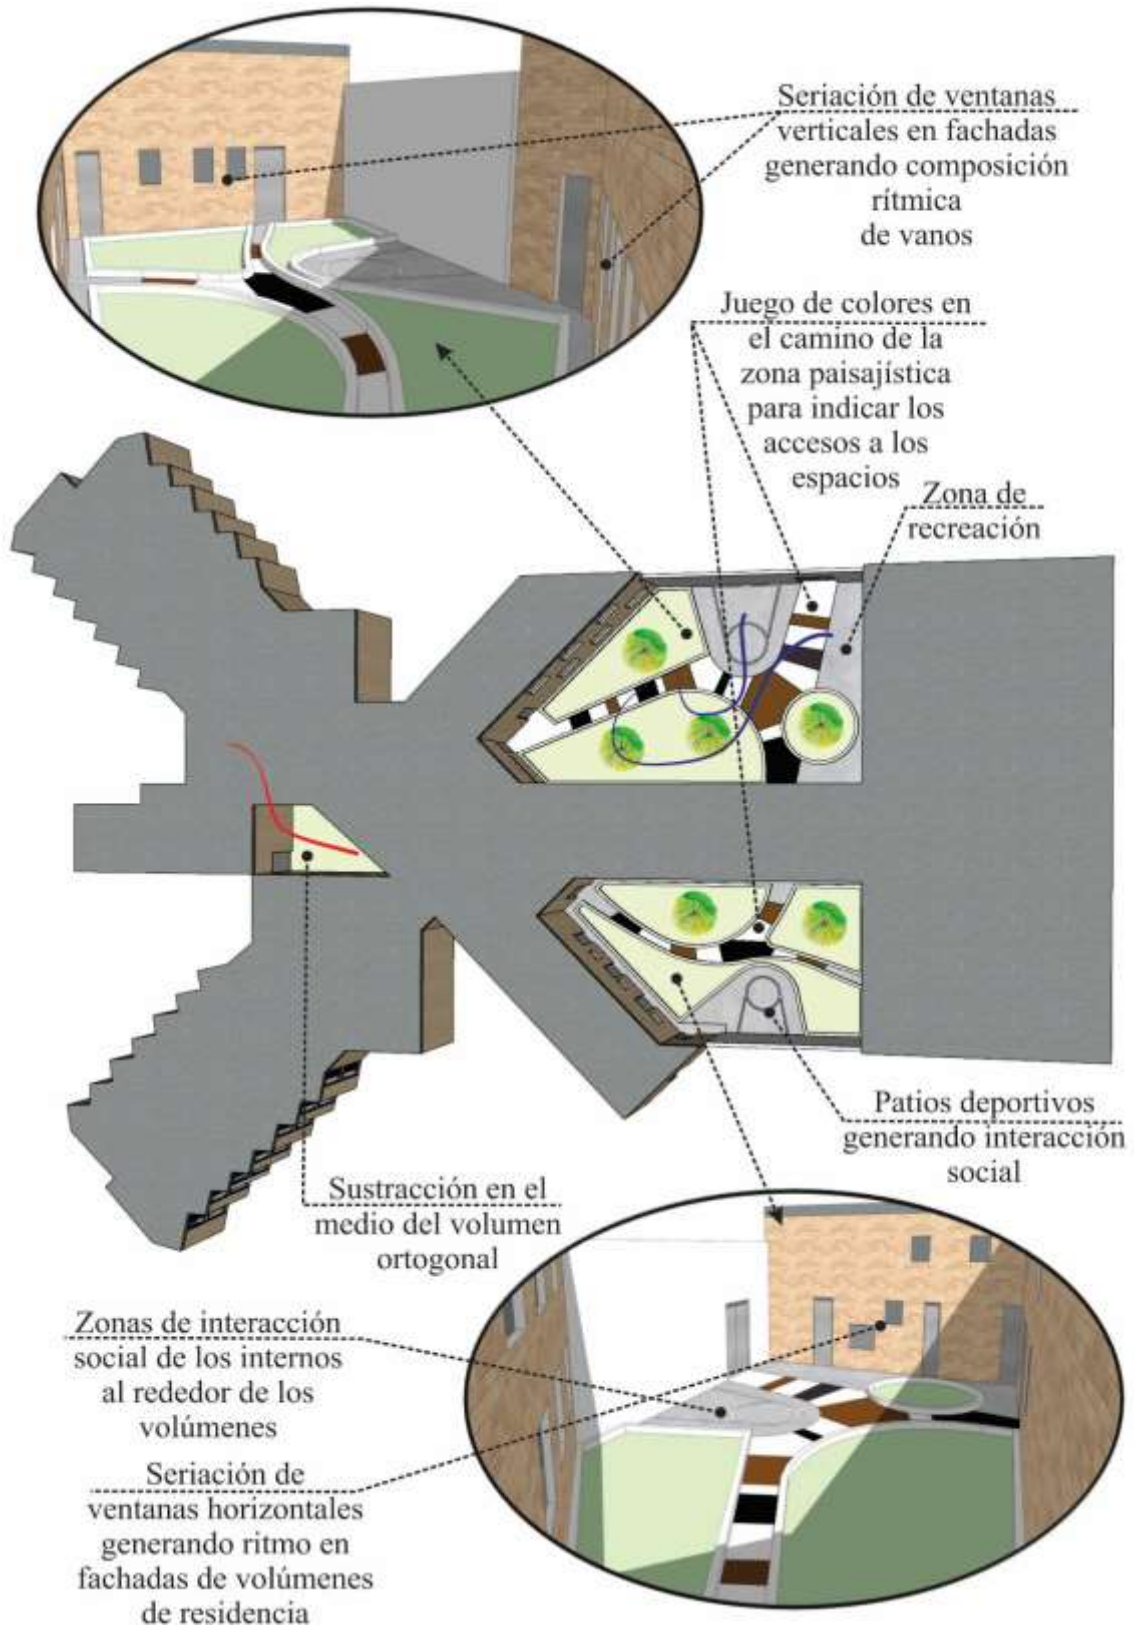 Seriación de ventanas
verticales en fachadas
generando composición
rítmica
de vanos
Juego de colores en
el camino de la
zona paisajística
para indicar los
accesos a los
espacios
Zona de
recreación
Patios deportivos
generando interacción
social
Sustracción en el
medio del volumen
ortogonal
Zonas de interacción
social de los internos
al rededor de los
volúmenes
Seriación de
ventanas horizontales
generando ritmo en
fachadas de volúmenes
de residencia